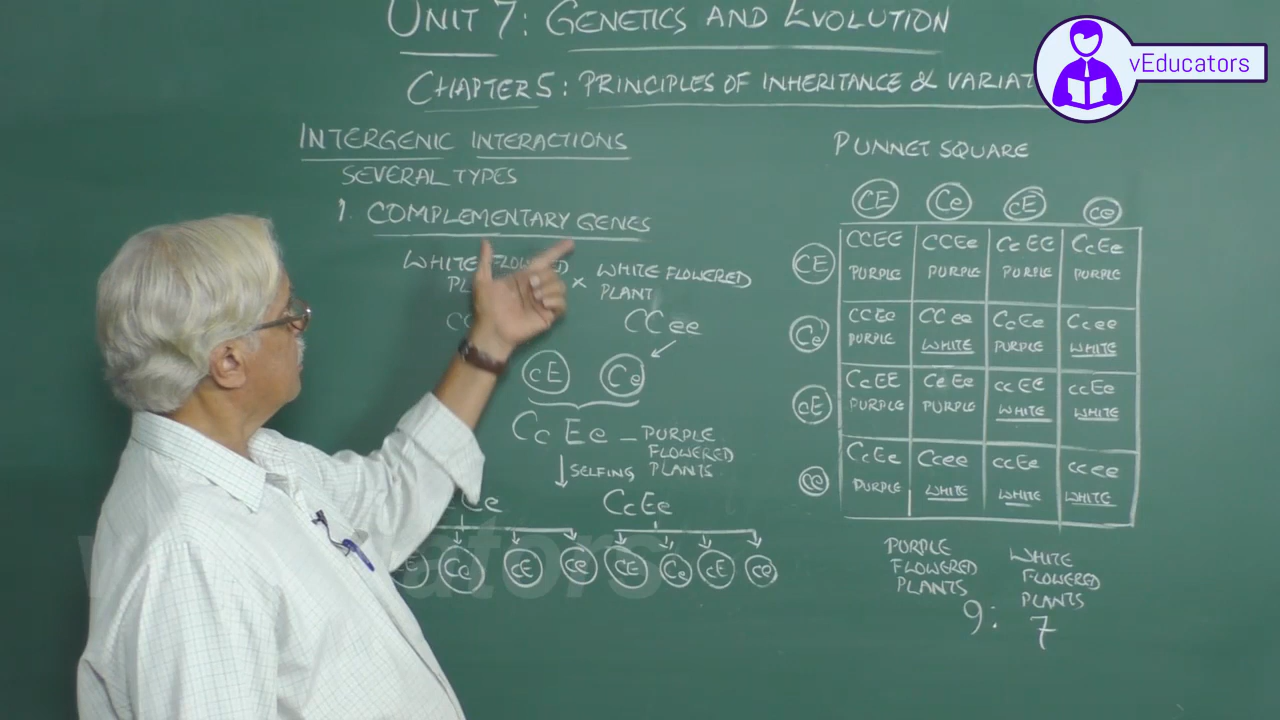 UNIT 7: GENETICS AND EVOLUTION
CHAPTER 5: PRINCIPLES OF INHERITANCE & VARIAT
vEducators
INTERGENIC INTERACTIONS
SEVERAL TYPES
1. COMPLEMENTARY GENES
WHITE FLOWERED × WHITE FLOWERED
PLANT
CCee
cE Ce
CcEe - PURPLE
FLOWERED
PLANTS
SELFING
CcEe
Ce cE ce CE Ce cE ce
PUNNET SQUARE
CE Ce cE ce
CE CCEE CCEe CcEE CcEe
PURPLE PURPLE PURPLE PURPLE
Ce CCEe CCee CcEe Ccee
PURPLE WHITE PURPLE WHITE
cE CcEE CcEe ccEE ccEe
PURPLE PURPLE WHITE WHITE
ce CcEe Ccee ccEe ccee
PURPLE WHITE WHITE WHITE
PURPLE
FLOWERED
PLANTS
WHITE
FLOWERED
PLANTS
9: 7